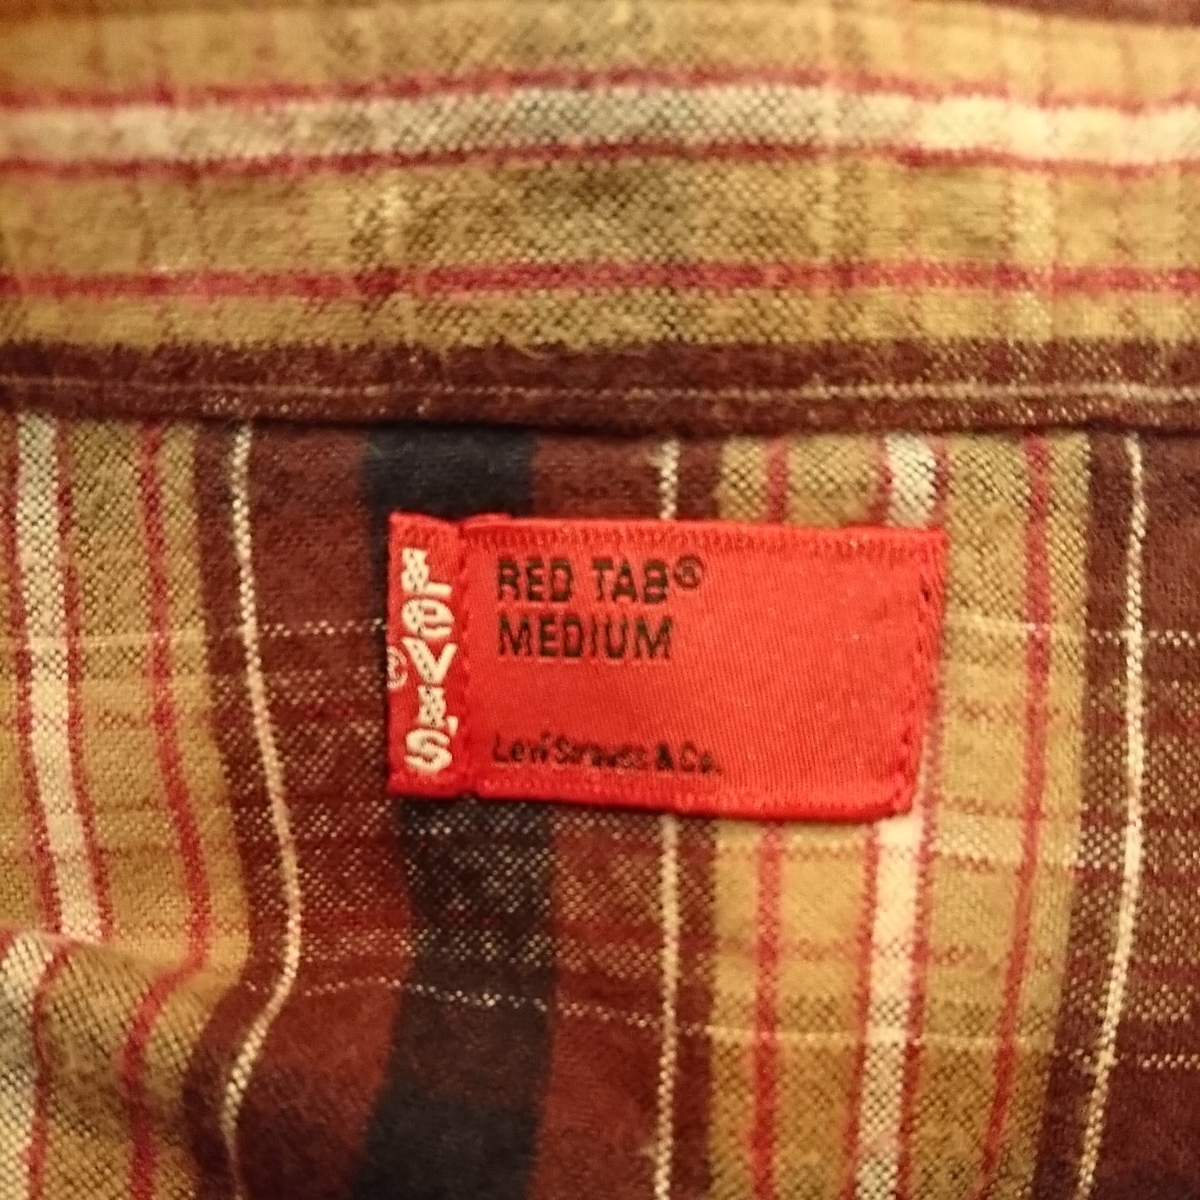 LEVI'S®
RED TAB®
MEDIUM
Levi Strauss & Co.